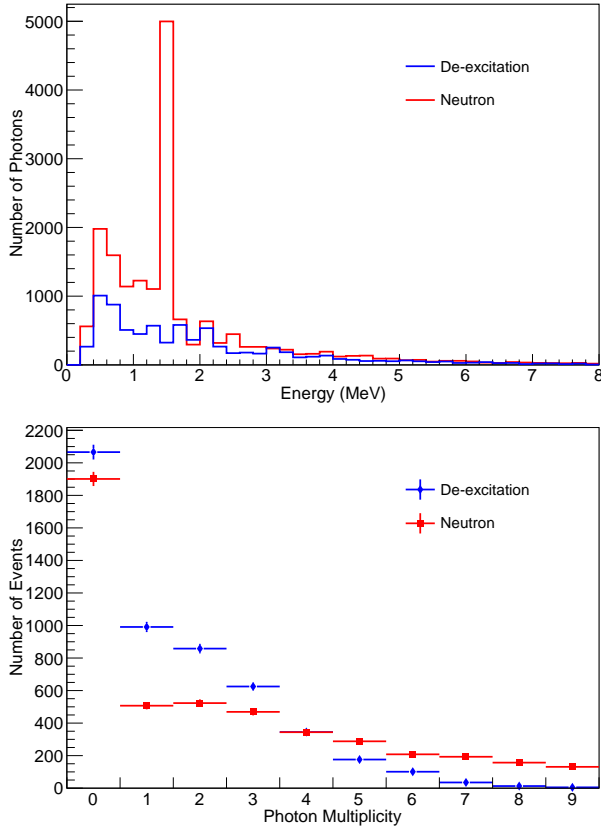 5000
4000
3000
2000
1000
0
Number of Photons
De-excitation
Neutron
0 1 2 3 4 5 6 7 8
Energy (MeV)
2200
2000
1800
1600
1400
1200
1000
800
600
400
200
0
Number of Events
De-excitation
Neutron
0 1 2 3 4 5 6 7 8 9
Photon Multiplicity